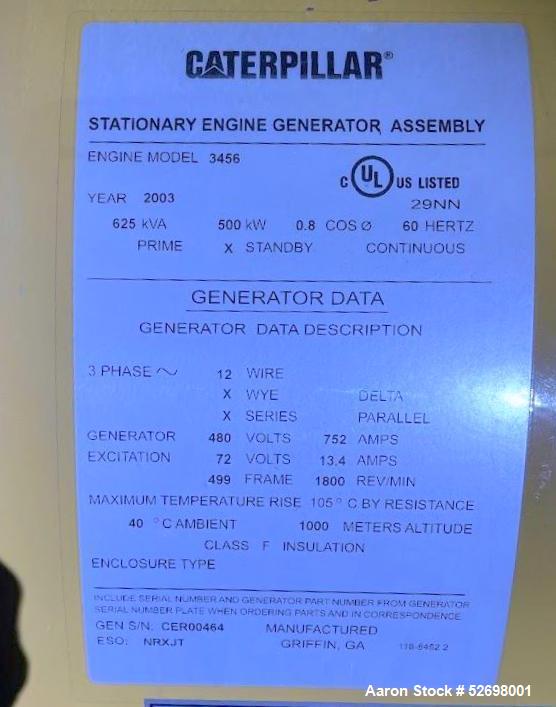 CATERPILLAR®
STATIONARY ENGINE GENERATOR ASSEMBLY
ENGINE MODEL 3456
C UL US LISTED
29NN
YEAR 2003
625 kVA 500 kW 0.8 COS Ø 60 HERTZ
PRIME X STANDBY CONTINUOUS
GENERATOR DATA
GENERATOR DATA DESCRIPTION
3 PHASE ～ 12 WIRE
X WYE DELTA
X SERIES PARALLEL
GENERATOR 480 VOLTS 752 AMPS
EXCITATION 72 VOLTS 13.4 AMPS
499 FRAME 1800 REV/MIN
MAXIMUM TEMPERATURE RISE 105° C BY RESISTANCE
40 °C AMBIENT 1000 METERS ALTITUDE
CLASS F INSULATION
ENCLOSURE TYPE
INCLUDE SERIAL NUMBER AND GENERATOR PART NUMBER FROM GENERATOR
SERIAL NUMBER PLATE WHEN ORDERING PARTS AND IN CORRESPONDENCE
GEN S/N: CER00464 MANUFACTURED
ESO: NRXJT GRIFFIN, GA
Aaron Stock # 52698001